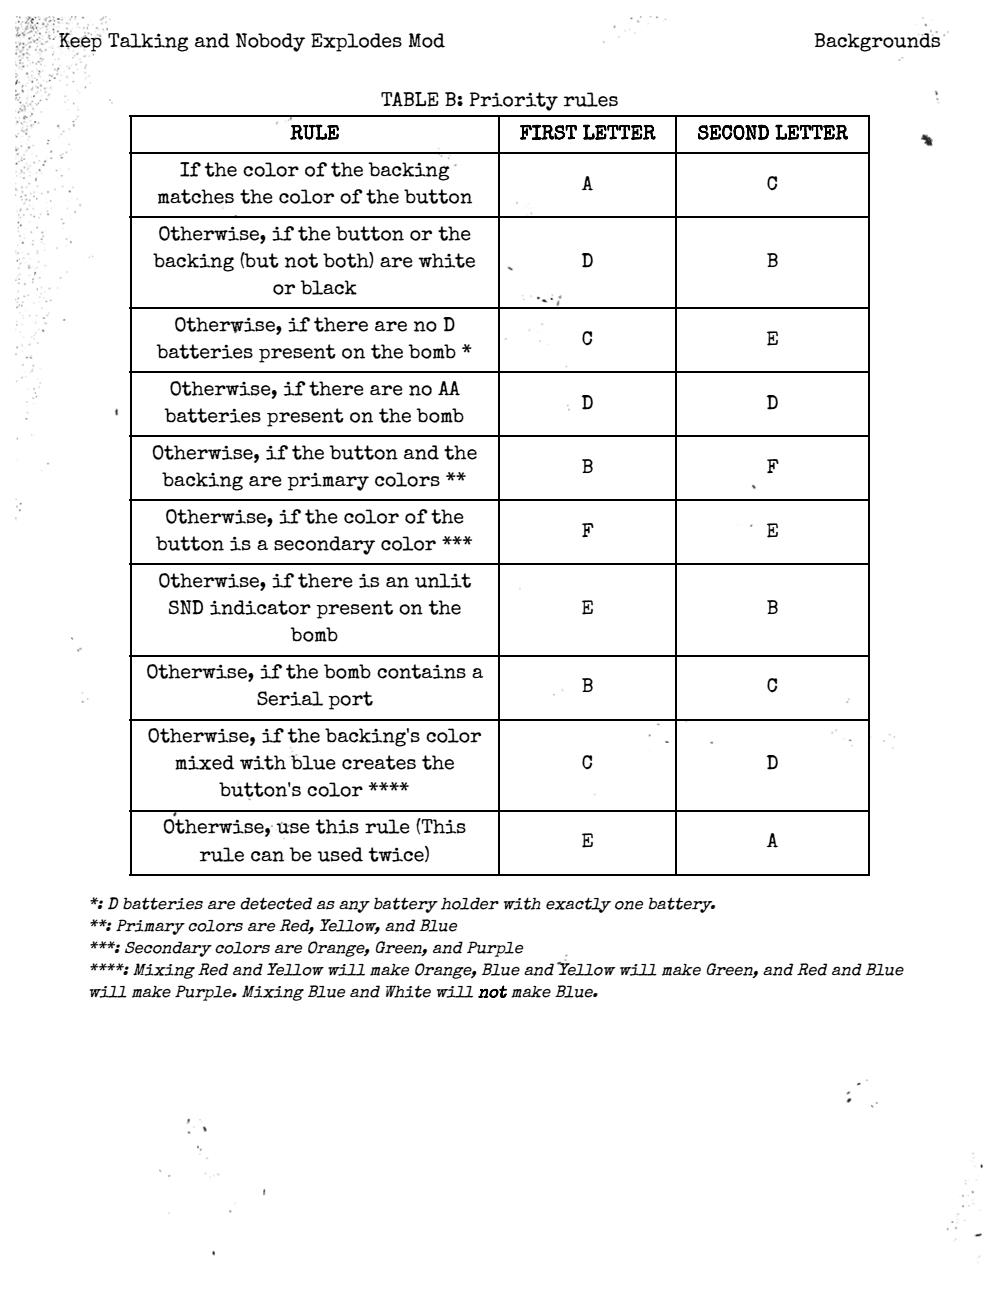 Keep Talking and Nobody Explodes Mod
Backgrounds
TABLE B: Priority rules
RULE FIRST LETTER SECOND LETTER
If the color of the backing
matches the color of the button
A C
Otherwise, if the button or the
backing (but not both) are white
or black
D B
Otherwise, if there are no D
batteries present on the bomb *
C E
Otherwise, if there are no AA
batteries present on the bomb
D D
Otherwise, if the button and the
backing are primary colors **
B F
Otherwise, if the color of the
button is a secondary color ***
F E
Otherwise, if there is an unlit
SND indicator present on the
bomb
E B
Otherwise, if the bomb contains a
Serial port
B C
Otherwise, if the backing's color
mixed with blue creates the
button's color ****
C D
Otherwise, use this rule (This
rule can be used twice)
E A
*: D batteries are detected as any battery holder with exactly one battery.
**: Primary colors are Red, Yellow, and Blue
***: Secondary colors are Orange, Green, and Purple
****: Mixing Red and Yellow will make Orange, Blue and Yellow will make Green, and Red and Blue
will make Purple. Mixing Blue and White will not make Blue.